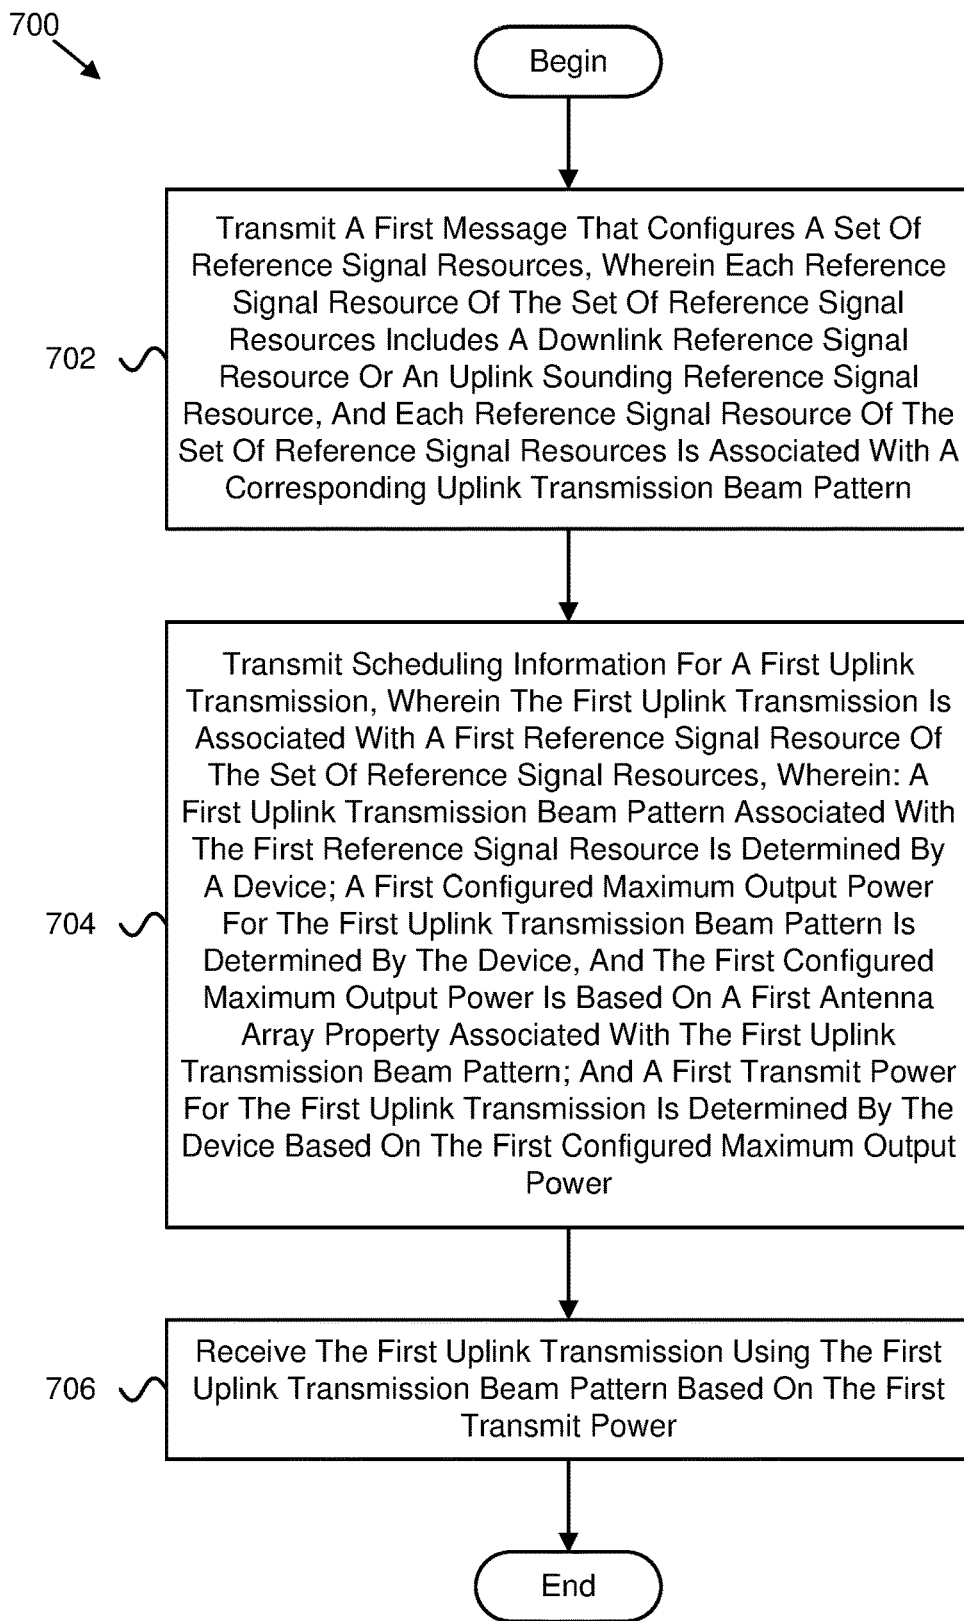 700
Begin
Transmit A First Message That Configures A Set Of
Reference Signal Resources, Wherein Each Reference
Signal Resource Of The Set Of Reference Signal
Resources Includes A Downlink Reference Signal
Resource Or An Uplink Sounding Reference Signal
Resource, And Each Reference Signal Resource Of The
Set Of Reference Signal Resources Is Associated With A
Corresponding Uplink Transmission Beam Pattern
702
Transmit Scheduling Information For A First Uplink
Transmission, Wherein The First Uplink Transmission Is
Associated With A First Reference Signal Resource Of
The Set Of Reference Signal Resources, Wherein: A
First Uplink Transmission Beam Pattern Associated With
The First Reference Signal Resource Is Determined By
A Device; A First Configured Maximum Output Power
For The First Uplink Transmission Beam Pattern Is
Determined By The Device, And The First Configured
Maximum Output Power Is Based On A First Antenna
Array Property Associated With The First Uplink
Transmission Beam Pattern; And A First Transmit Power
For The First Uplink Transmission Is Determined By The
Device Based On The First Configured Maximum Output
Power
704
Receive The First Uplink Transmission Using The First
Uplink Transmission Beam Pattern Based On The First
Transmit Power
706
End